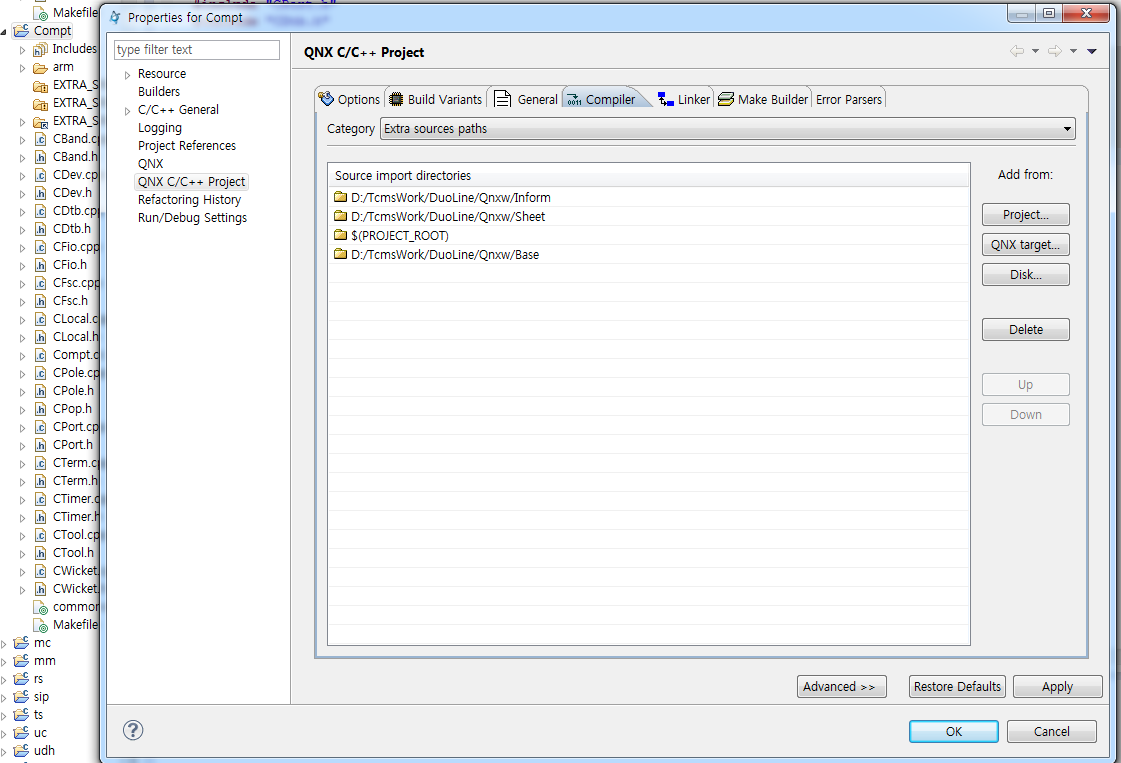 "include "CPort.h"
Makefile
Compt
Includes
arm
EXTRA_S
EXTRA_S
EXTRA_S
CBand.cp
CBand.h
CDev.cp
CDev.h
CDtb.cpp
CDtb.h
CFio.cpp
CFio.h
CFsc.cpp
CFsc.h
CLocal.c
CLocal.h
Compt.c
CPole.cp
CPole.h
CPop.h
CPort.cp
CPort.h
CTerm.cp
CTerm.h
CTimer.c
CTimer.h
CTool.cp
CTool.h
CWicket.
CWicket.
common
Makefile
mc
mm
rs
sip
ts
uc
udh
Properties for Compt
type filter text
Resource
Builders
C/C++ General
Logging
Project References
QNX
QNX C/C++ Project
Refactoring History
Run/Debug Settings
QNX C/C++ Project
Options Build Variants General Compiler Linker Make Builder Error Parsers
Category Extra sources paths
Source import directories
D:/TcmsWork/DuoLine/Qnxw/Inform
D:/TcmsWork/DuoLine/Qnxw/Sheet
$(PROJECT_ROOT)
D:/TcmsWork/DuoLine/Qnxw/Base
Add from:
Project...
QNX target...
Disk...
Delete
Up
Down
Advanced >> Restore Defaults Apply
OK Cancel